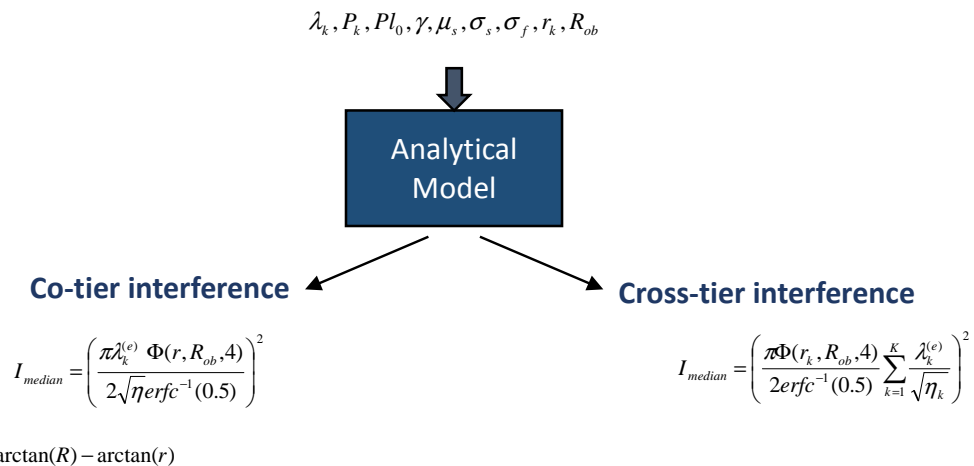 λ_k, P_k, Pl_0, γ, μ_s, σ_s, σ_f, r_k, R_ob
Analytical
Model
Co-tier interference
Cross-tier interference
I_median = ( πλ_k^(e) Φ(r, R_ob, 4) / 2√η erfc^−1(0.5) )^2
I_median = ( πΦ(r_k, R_ob, 4) / 2erfc^−1(0.5) ∑_{k=1}^{K} λ_k^(e) / √η_k )^2
arctan(R) − arctan(r)